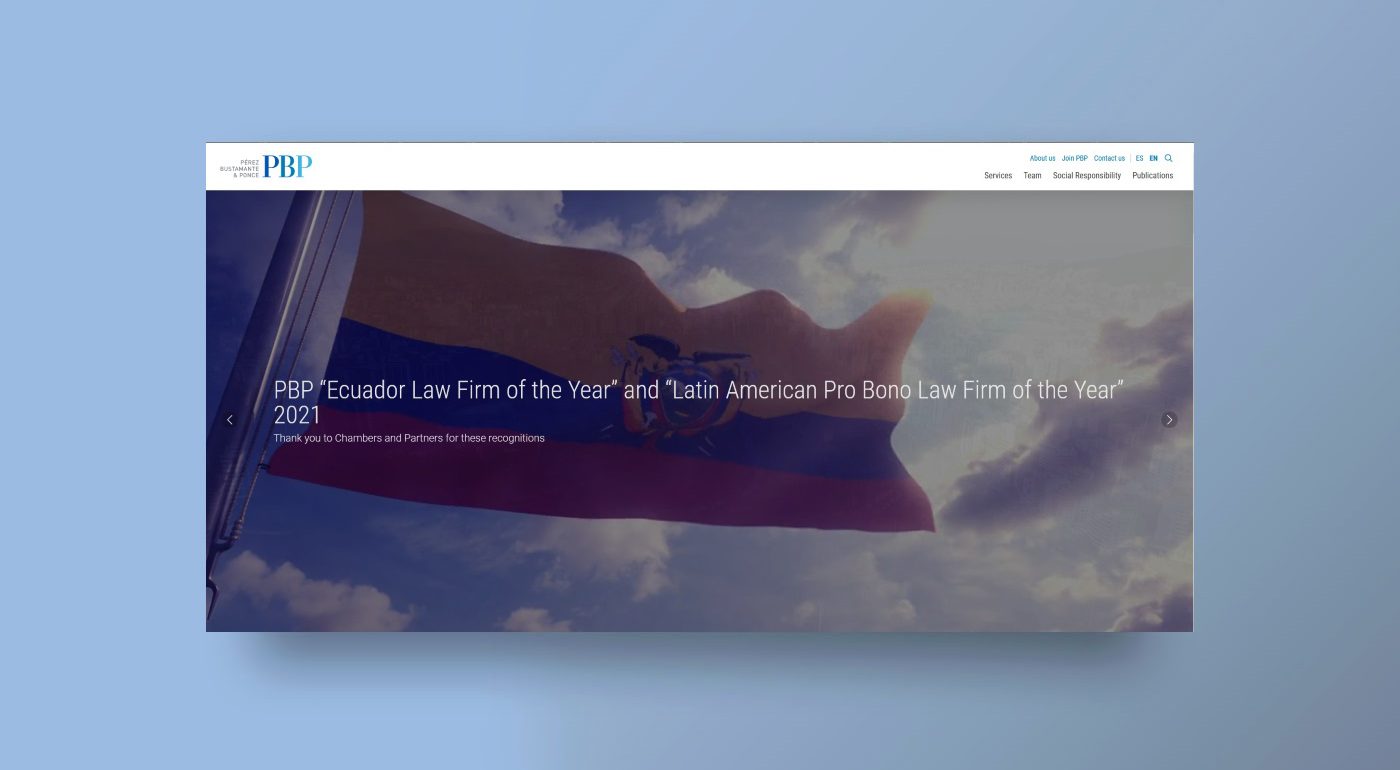 PÉREZ
BUSTAMANTE
& PONCE
PBP
About us Join PBP Contact us ES EN
Services Team Social Responsibility Publications
PBP “Ecuador Law Firm of the Year” and “Latin American Pro Bono Law Firm of the Year”
2021
Thank you to Chambers and Partners for these recognitions